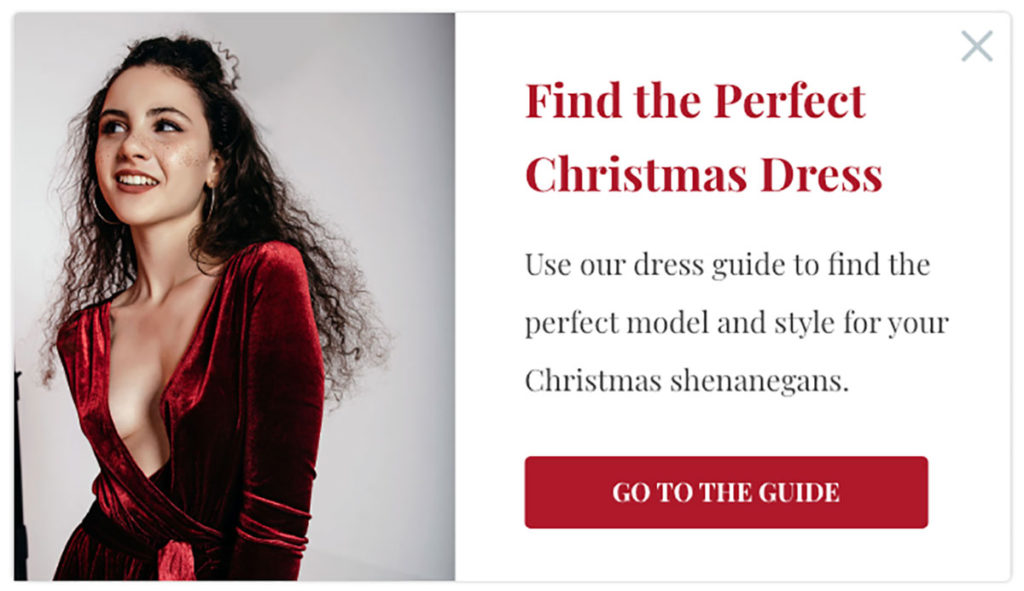 Find the Perfect
Christmas Dress
Use our dress guide to find the
perfect model and style for your
Christmas shenanegans.
GO TO THE GUIDE